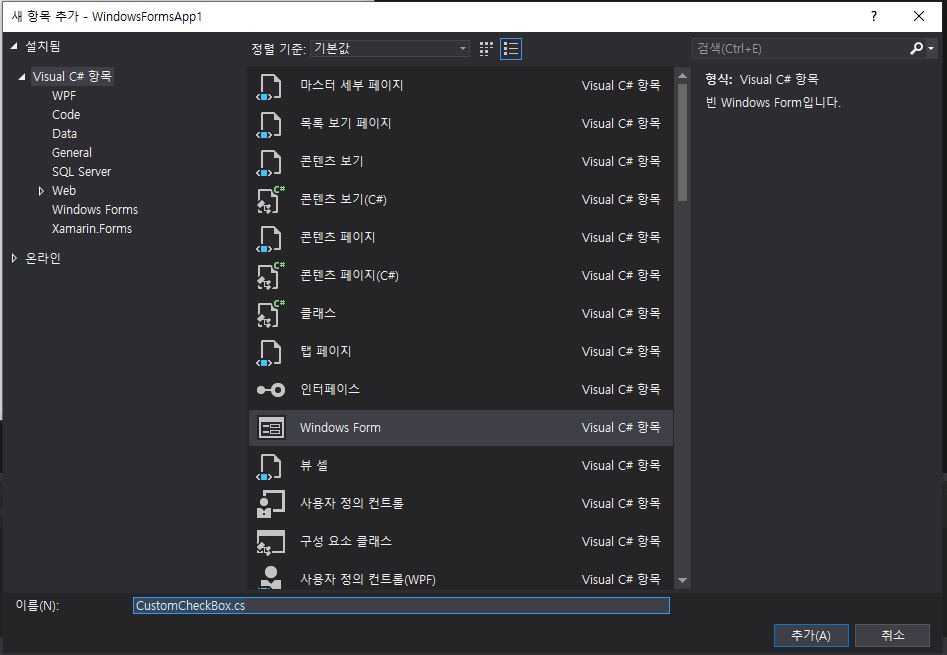 새 항목 추가 - WindowsFormsApp1
? 
설치됨
Visual C# 항목
WPF
Code
Data
General
SQL Server
Web
Windows Forms
Xamarin.Forms
온라인
정렬 기준: 기본값
마스터 세부 페이지 Visual C# 항목
목록 보기 페이지 Visual C# 항목
콘텐츠 보기 Visual C# 항목
콘텐츠 보기(C#) Visual C# 항목
콘텐츠 페이지 Visual C# 항목
콘텐츠 페이지(C#) Visual C# 항목
클래스 Visual C# 항목
탭 페이지 Visual C# 항목
인터페이스 Visual C# 항목
Windows Form Visual C# 항목
뷰 셀 Visual C# 항목
사용자 정의 컨트롤 Visual C# 항목
구성 요소 클래스 Visual C# 항목
사용자 정의 컨트롤(WPF) Visual C# 항목
검색(Ctrl+E)
형식: Visual C# 항목
빈 Windows Form입니다.
이름(N): CustomCheckBox.cs
추가(A) 취소